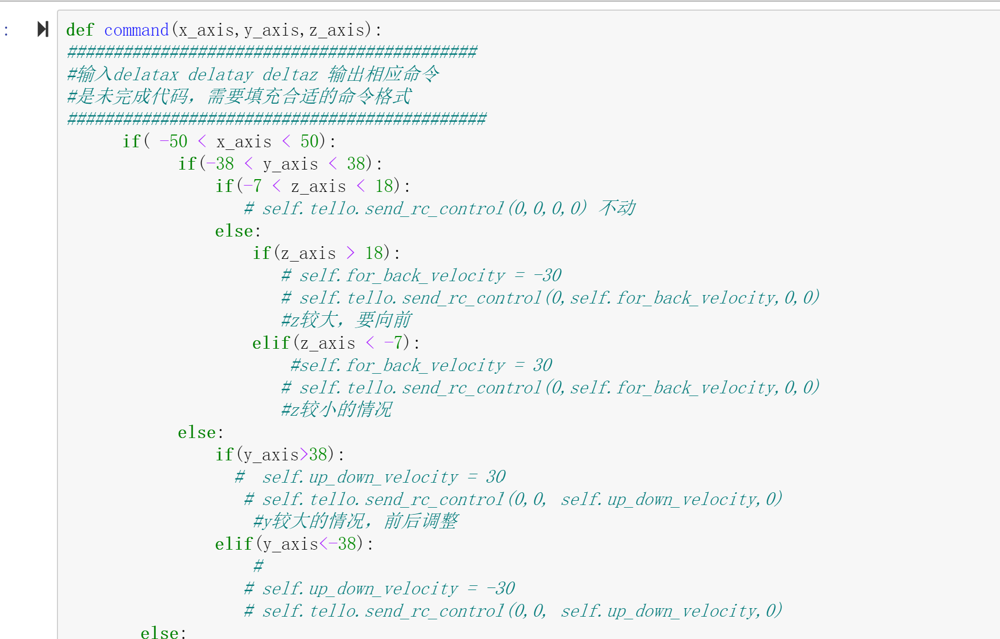 :
def command(x_axis,y_axis,z_axis):
############################################
#输入delatax delatay deltaz 输出相应命令
#是未完成代码，需要填充合适的命令格式
#############################################
if( -50 < x_axis < 50):
if(-38 < y_axis < 38):
if(-7 < z_axis < 18):
# self.tello.send_rc_control(0,0,0,0) 不动
else:
if(z_axis > 18):
# self.for_back_velocity = -30
# self.tello.send_rc_control(0,self.for_back_velocity,0,0)
#z较大，要向前
elif(z_axis < -7):
#self.for_back_velocity = 30
# self.tello.send_rc_control(0,self.for_back_velocity,0,0)
#z较小的情况
else:
if(y_axis>38):
#  self.up_down_velocity = 30
# self.tello.send_rc_control(0,0, self.up_down_velocity,0)
#y较大的情况，前后调整
elif(y_axis<-38):
#
# self.up_down_velocity = -30
# self.tello.send_rc_control(0,0, self.up_down_velocity,0)
else: